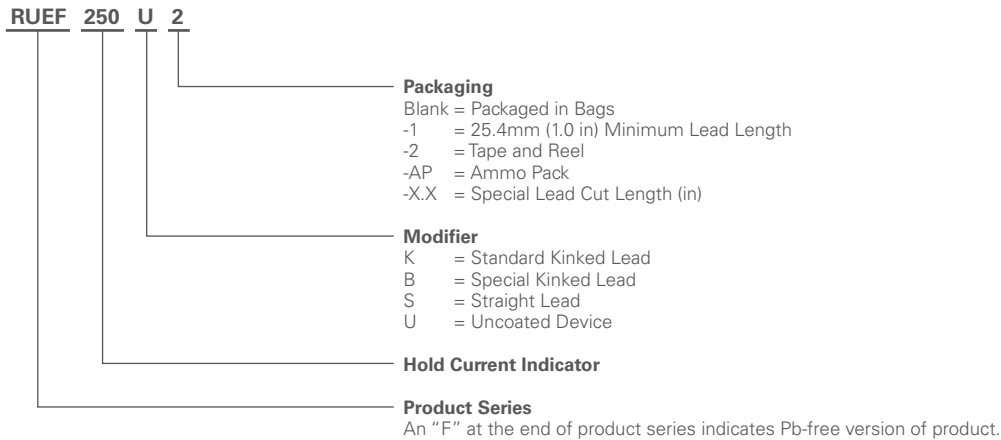 RUEF 250 U 2
Packaging
Blank = Packaged in Bags
-1 = 25.4mm (1.0 in) Minimum Lead Length
-2 = Tape and Reel
-AP = Ammo Pack
-X.X = Special Lead Cut Length (in)
Modifier
K = Standard Kinked Lead
B = Special Kinked Lead
S = Straight Lead
U = Uncoated Device
Hold Current Indicator
Product Series
An “F” at the end of product series indicates Pb-free version of product.